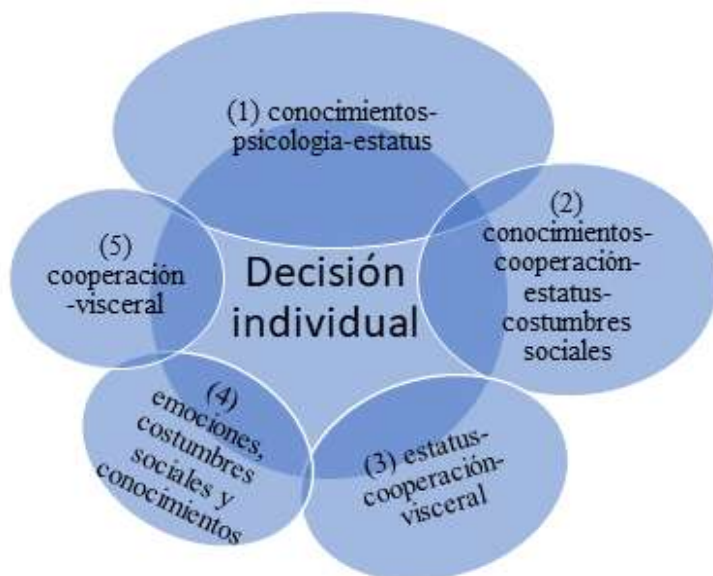 (1) conocimientos-
psicología-estatus
(2)
conocimientos-
cooperación-
estatus-
costumbres
sociales
(3) estatus-
cooperación-
visceral
(4)
emociones,
costumbres
sociales y
conocimientos
(5)
cooperación
-visceral
Decisión
individual